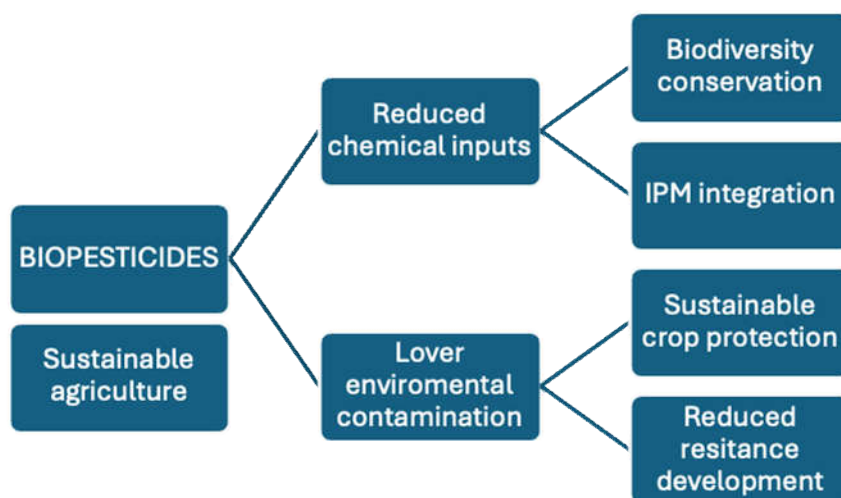 BIOPESTICIDES
Sustainable
agriculture
Reduced
chemical inputs
Lover
enviromental
contamination
Biodiversity
conservation
IPM integration
Sustainable
crop protection
Reduced
resitance
development